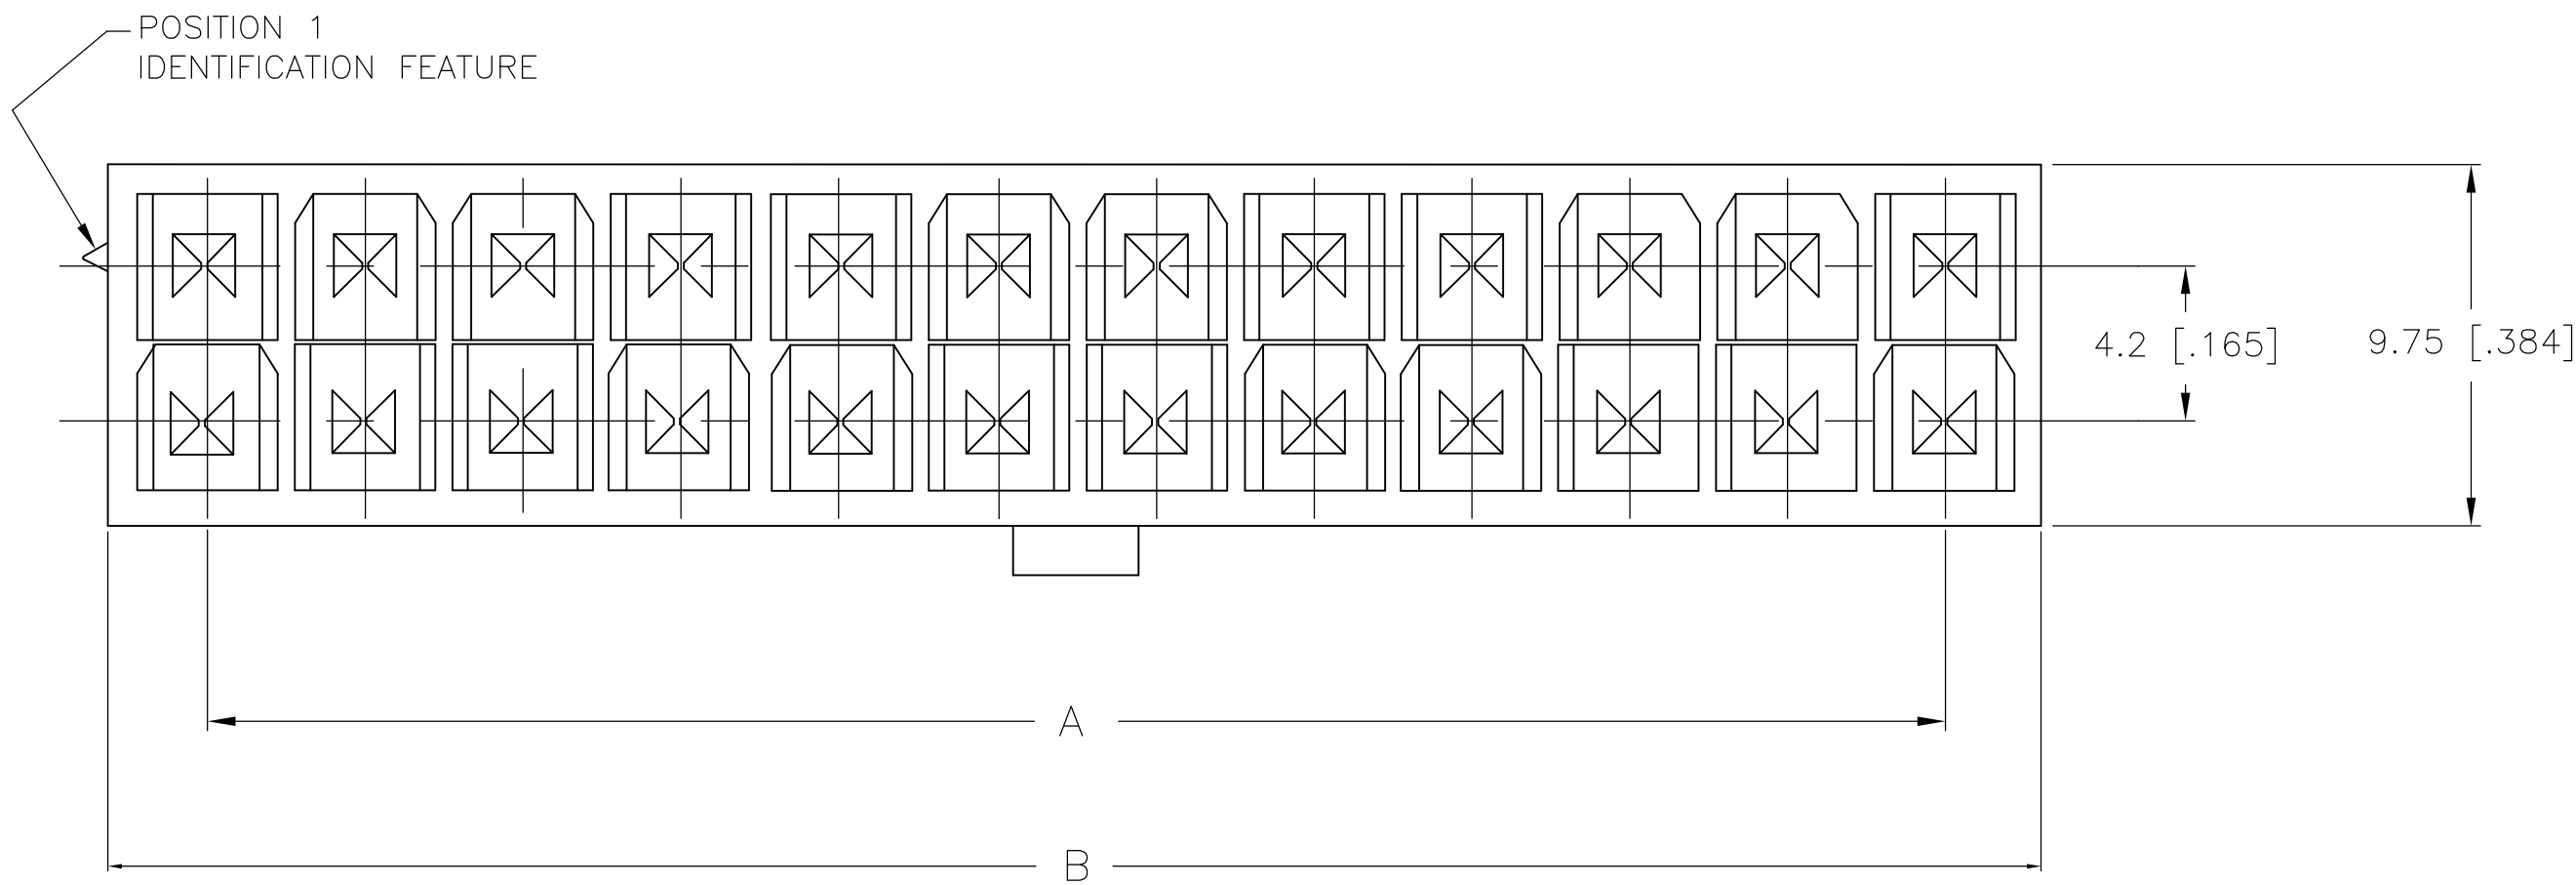 POSITION 1
IDENTIFICATION FEATURE
4.2 [.165]
9.75 [.384]
A
B